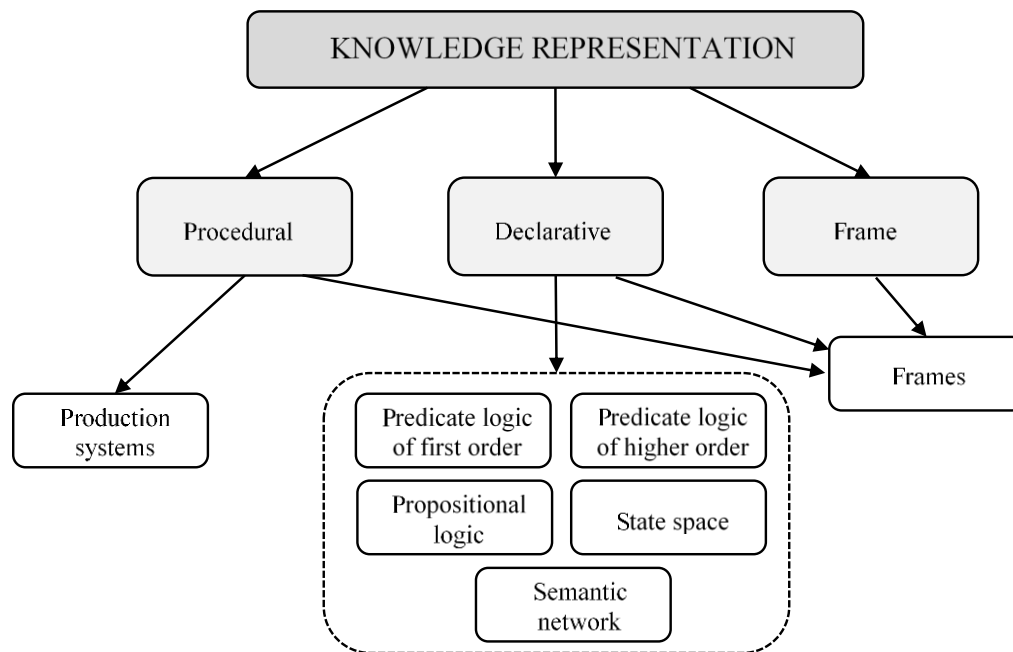 KNOWLEDGE REPRESENTATION
Procedural
Declarative
Frame
Frames
Production
systems
Predicate logic
of first order
Predicate logic
of higher order
Propositional
logic
State space
Semantic
network